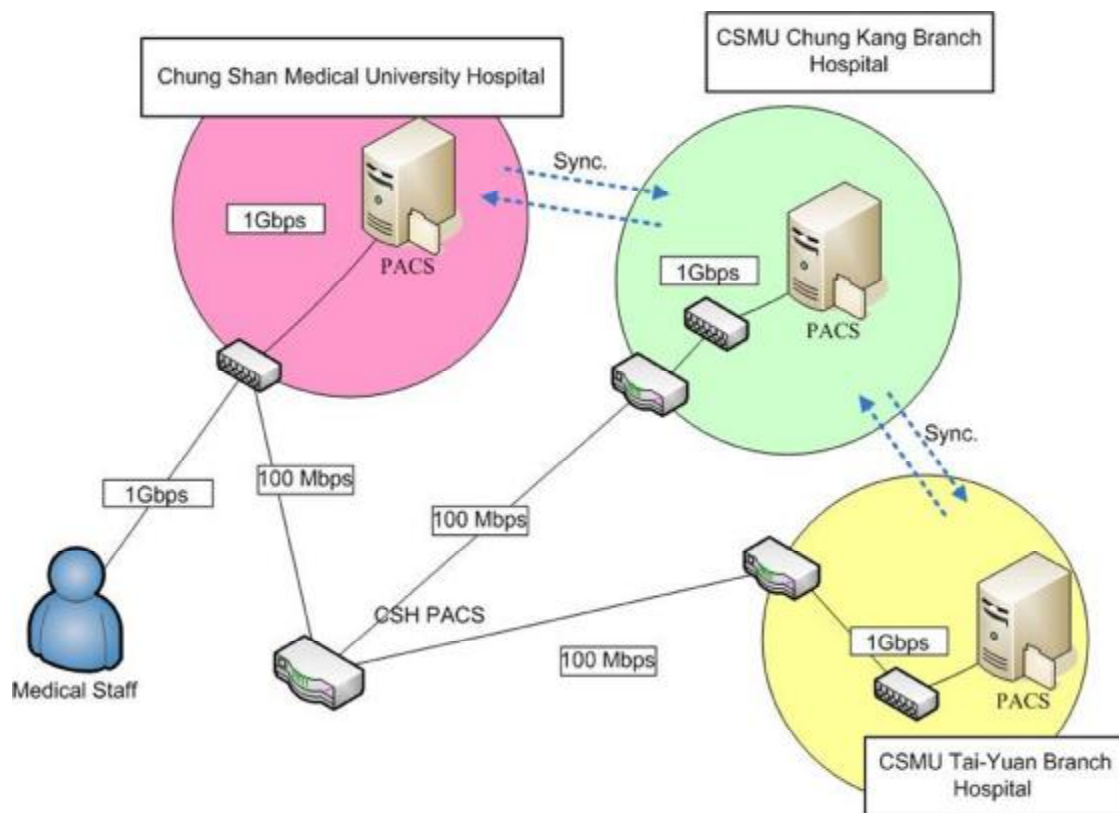 Chung Shan Medical University Hospital
CSMU Chung Kang Branch
Hospital
Sync.
1Gbps
PACS
1Gbps
PACS
Sync.
1Gbps
100 Mbps
100 Mbps
CSH PACS
100 Mbps
1Gbps
PACS
Medical Staff
CSMU Tai-Yuan Branch
Hospital